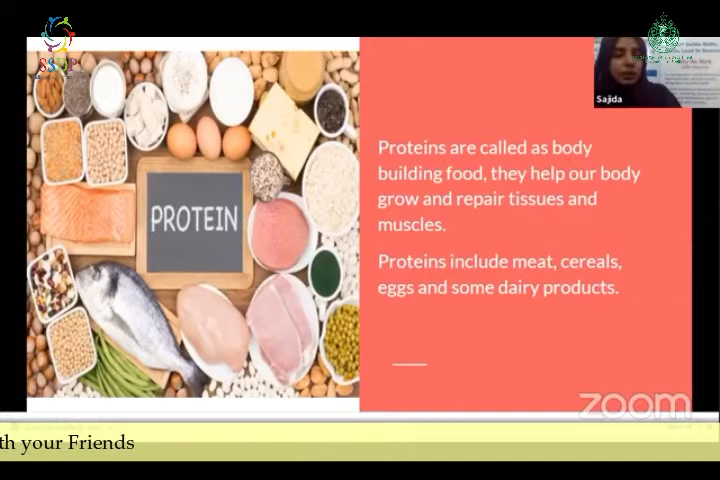 SSDP
Sajida
PROTEIN
Proteins are called as body
building food, they help our body
grow and repair tissues and
muscles.
Proteins include meat, cereals,
eggs and some dairy products.
zoom
th your Friends